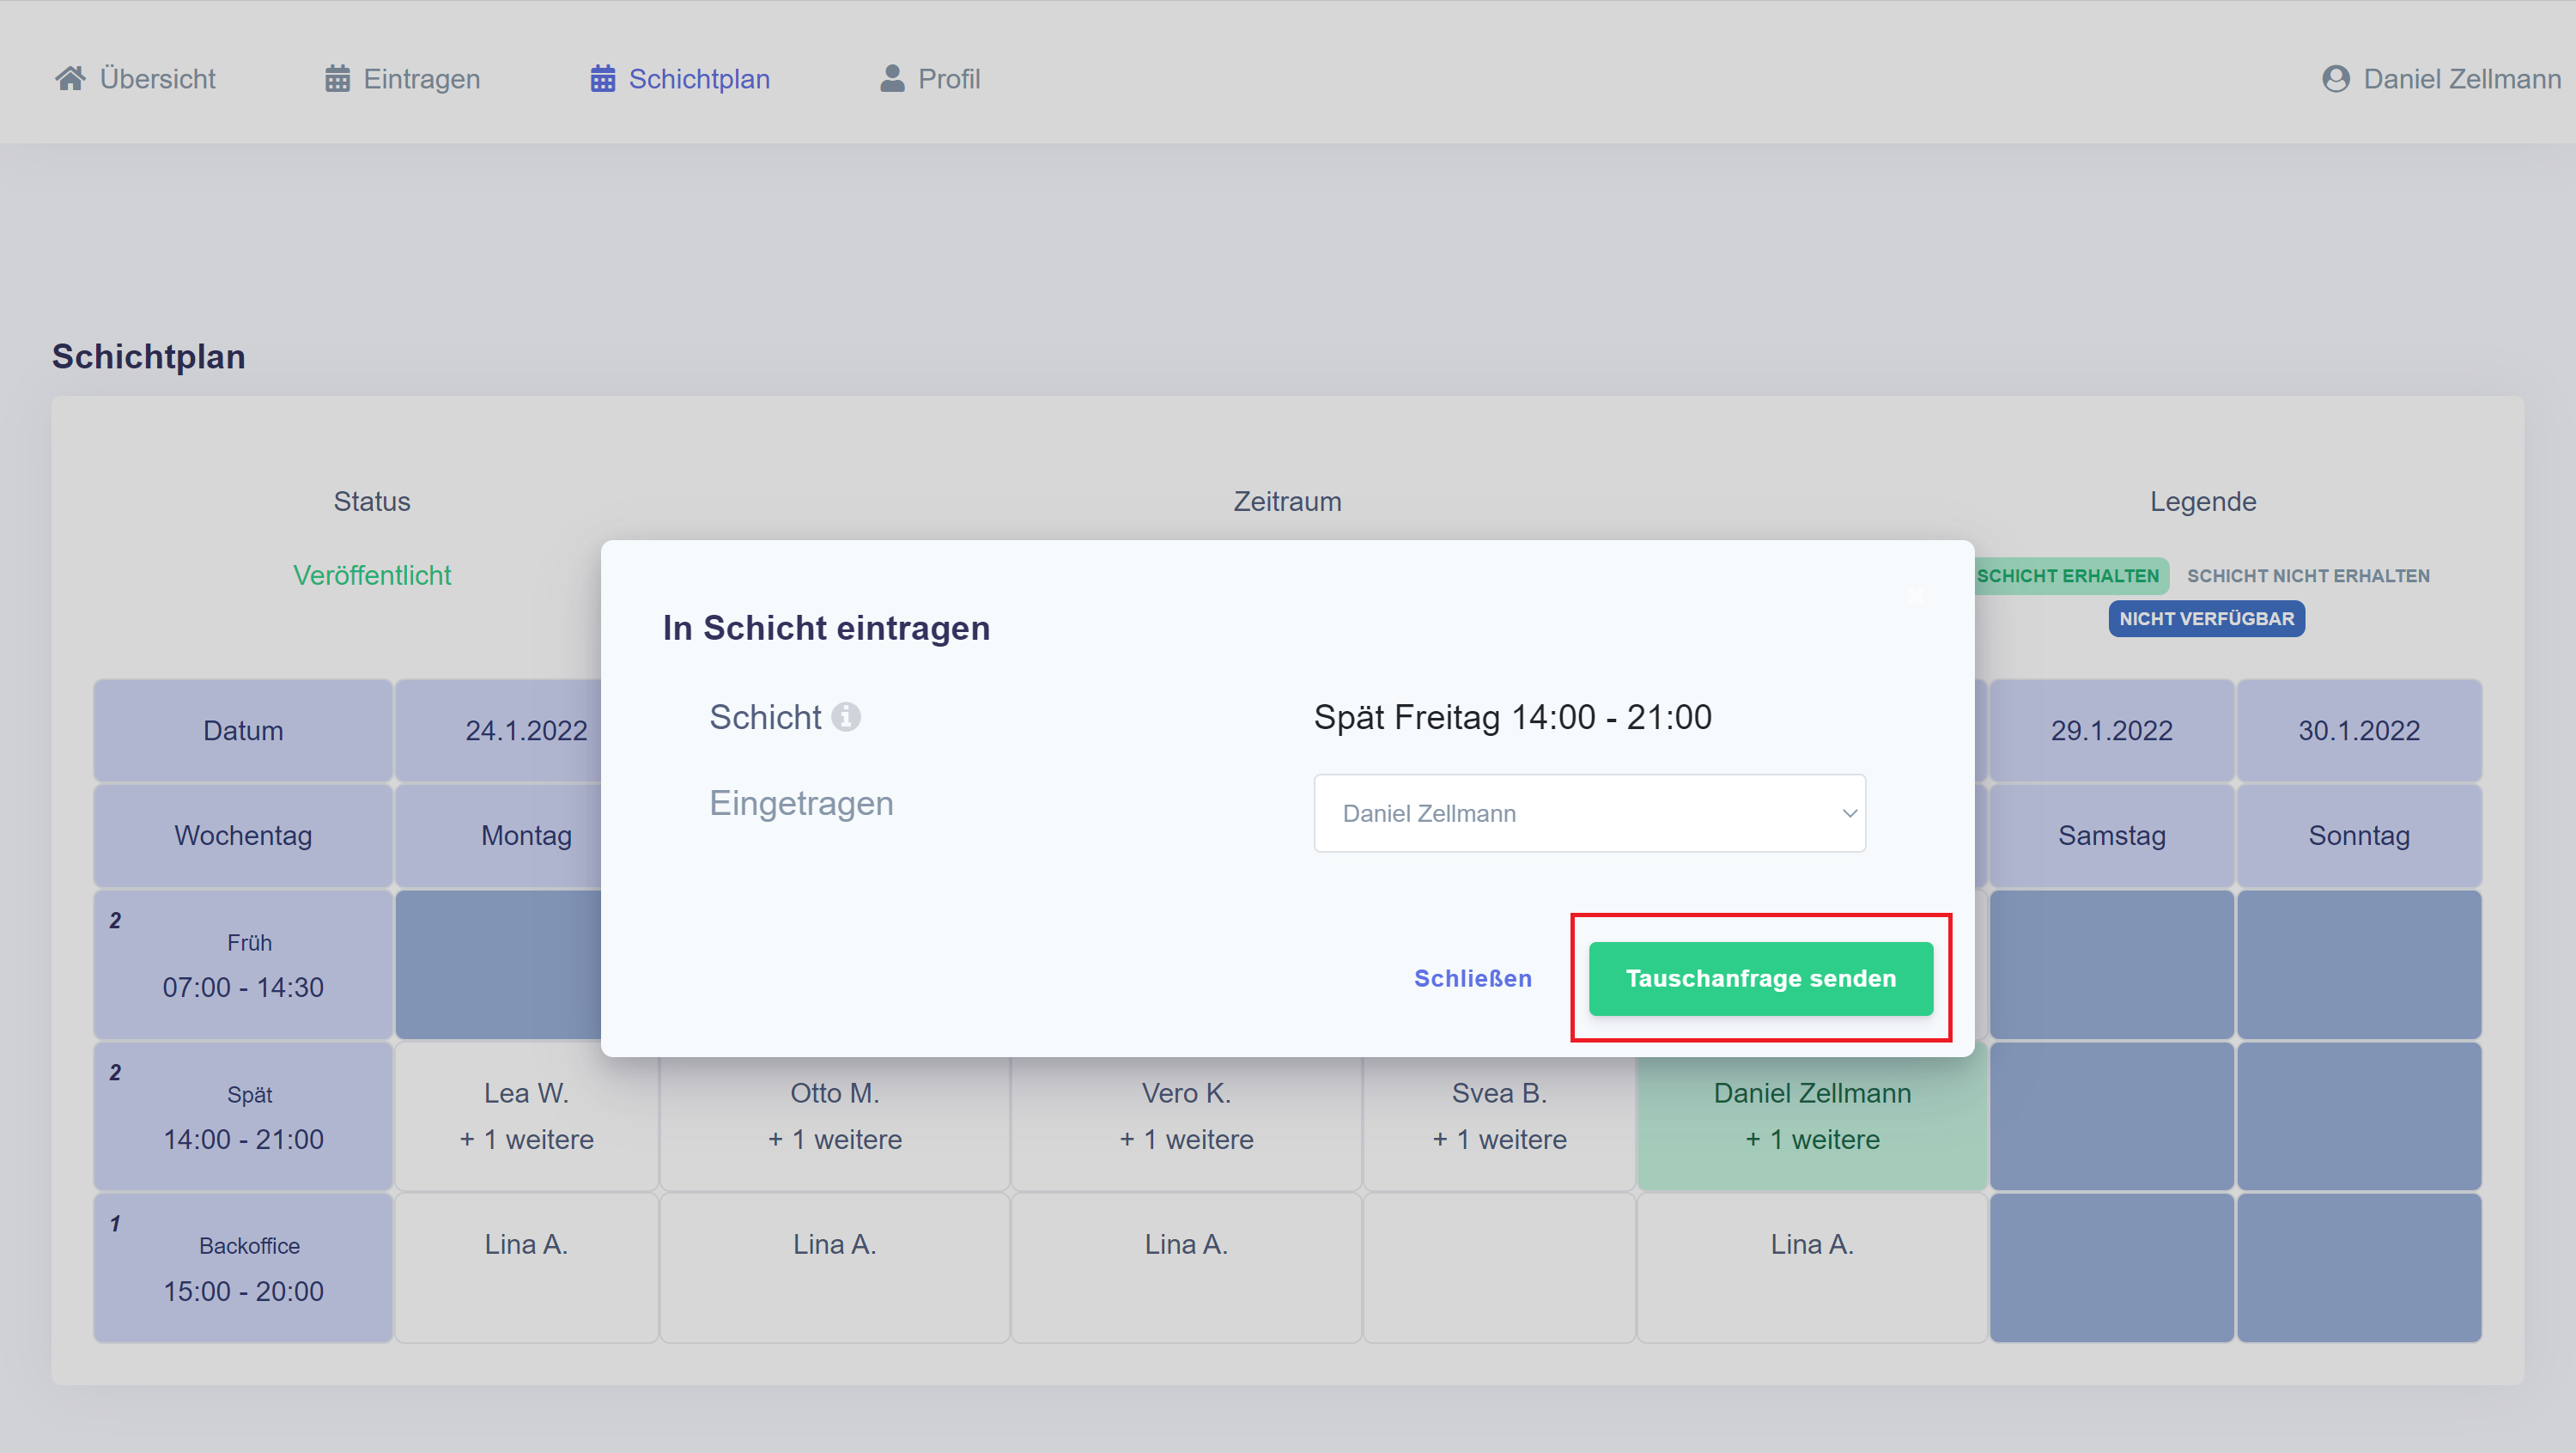 Übersicht
Eintragen
Schichtplan
Profil
Daniel Zellmann
Schichtplan
Status
Zeitraum
Legende
Veröffentlicht
SCHICHT ERHALTEN
SCHICHT NICHT ERHALTEN
NICHT VERFÜGBAR
In Schicht eintragen
Schicht
Spät Freitag 14:00 - 21:00
Eingetragen
Daniel Zellmann
Schließen
Tauschanfrage senden
Datum
24.1.2022
29.1.2022
30.1.2022
Wochentag
Montag
Samstag
Sonntag
2
Früh
07:00 - 14:30
2
Spät
14:00 - 21:00
Lea W.
+ 1 weitere
Otto M.
+ 1 weitere
Vero K.
+ 1 weitere
Svea B.
+ 1 weitere
Daniel Zellmann
+ 1 weitere
1
Backoffice
15:00 - 20:00
Lina A.
Lina A.
Lina A.
Lina A.